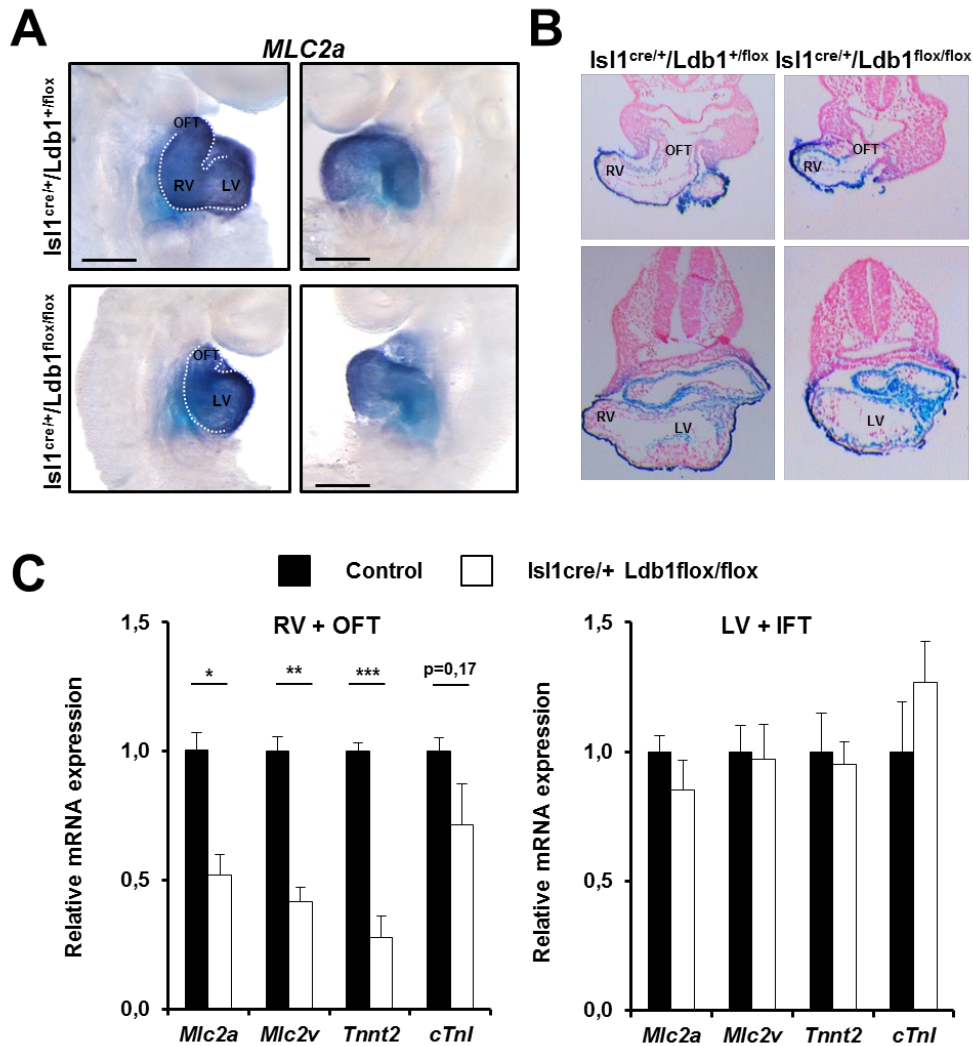 A
MLC2a
Isl1cre/+/Ldb1+/flox
OFT
RV
LV
Isl1cre/+/Ldb1flox/flox
OFT
LV
B
Isl1cre/+/Ldb1+/flox
Isl1cre/+/Ldb1flox/flox
RV
OFT
RV
OFT
RV
LV
LV
C
Control
Isl1cre/+ Ldb1flox/flox
RV + OFT
Relative mRNA expression
1,5
1,0
0,5
0,0
*
**
***
p=0,17
Mlc2a Mlc2v Tnnt2 cTnI
LV + IFT
Relative mRNA expression
1,5
1,0
0,5
0,0
Mlc2a Mlc2v Tnnt2 cTnI